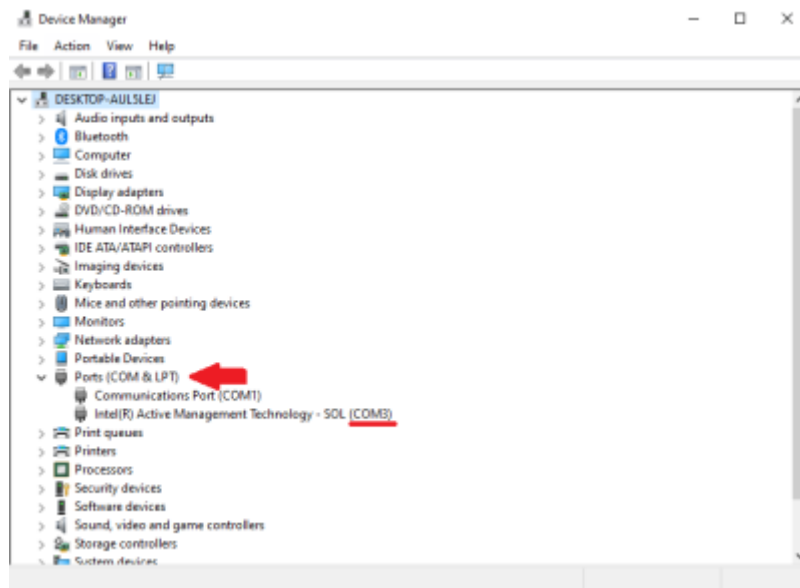 Device Manager
File Action View Help
DESKTOP-AULSLEJ
Audio inputs and outputs
Bluetooth
Computer
Disk drives
Display adapters
DVD/CD-ROM drives
Human Interface Devices
IDE ATA/ATAPI controllers
Imaging devices
Keyboards
Mice and other pointing devices
Monitors
Network adapters
Portable Devices
Ports (COM & LPT)
Communications Port (COM1)
Intel(R) Active Management Technology - SOL (COM3)
Print queues
Printers
Processors
Security devices
Software devices
Sound, video and game controllers
Storage controllers
System devices